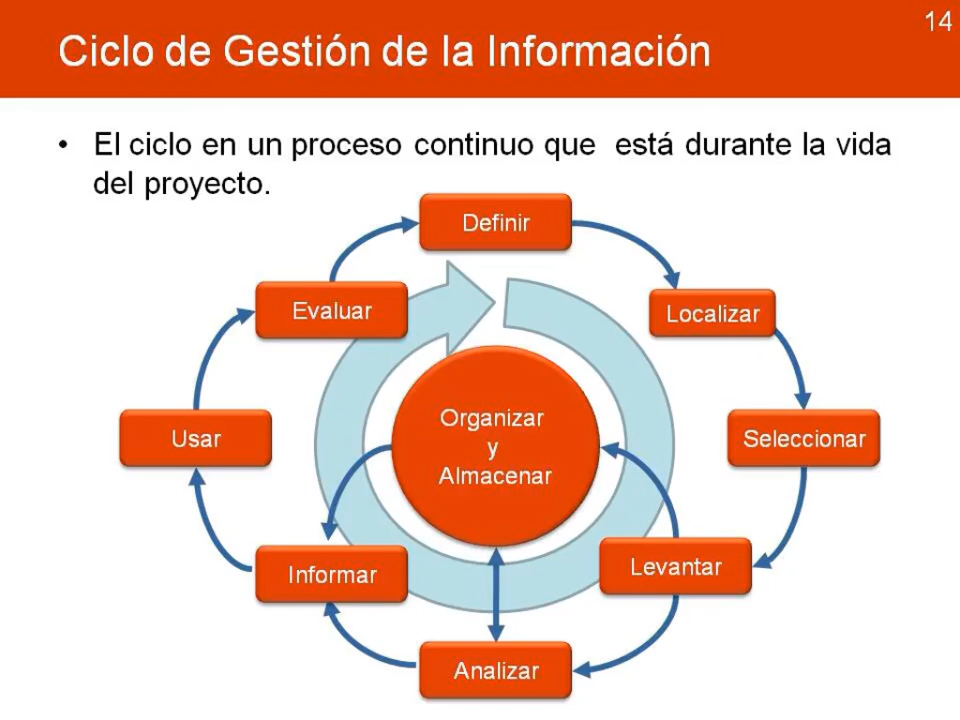 14
Ciclo de Gestión de la Información
• El ciclo en un proceso continuo que está durante la vida
del proyecto.
Definir
Evaluar
Localizar
Organizar
y
Almacenar
Usar
Seleccionar
Informar
Levantar
Analizar